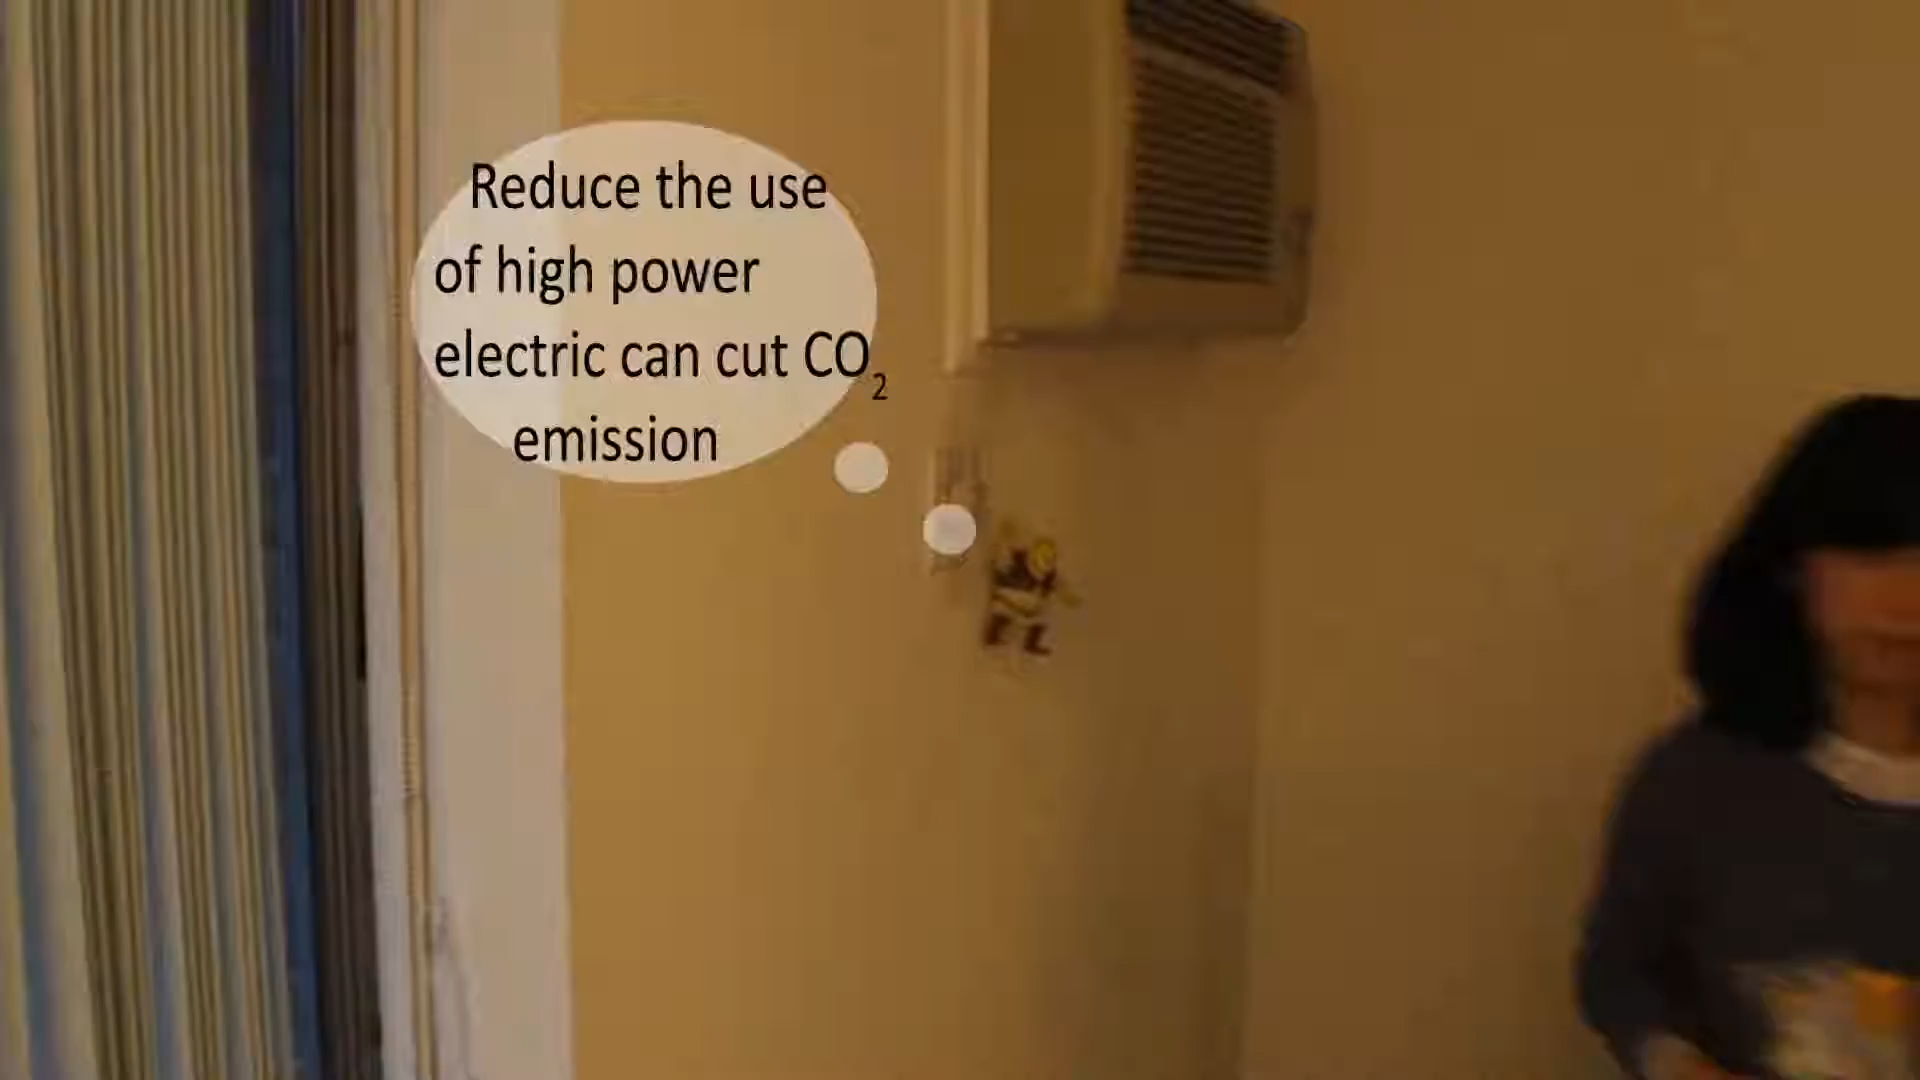 Reduce the use
of high power
electric can cut CO₂
emission